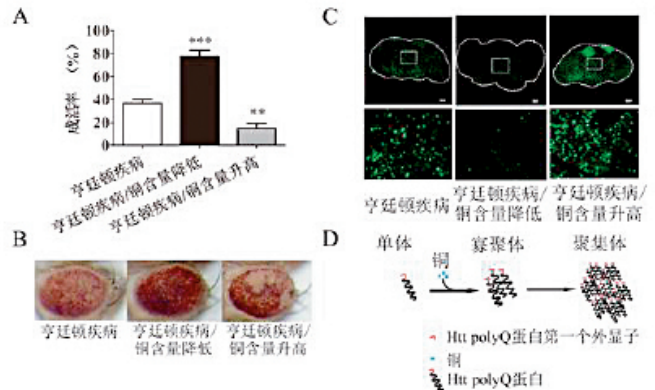 A
成活率 (%)
100
80
60
40
20
0
***
**
亨廷顿疾病
亨廷顿疾病/铜含量降低
亨廷顿疾病/铜含量升高
B
亨廷顿疾病
亨廷顿疾病/
铜含量降低
亨廷顿疾病/
铜含量升高
C
亨廷顿疾病
亨廷顿疾病/
铜含量降低
亨廷顿疾病/
铜含量升高
D
单体
寡聚体
聚集体
铜
Htt polyQ蛋白第一个外显子
铜
Htt polyQ蛋白